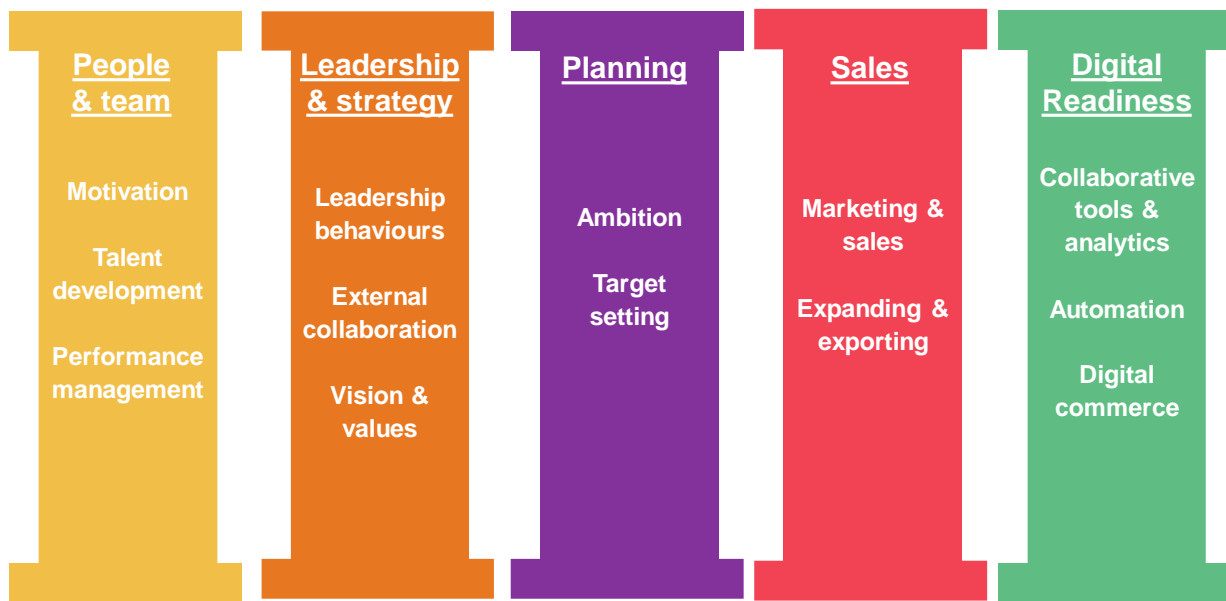 People
& team
Motivation
Talent
development
Performance
management
Leadership
& strategy
Leadership
behaviours
External
collaboration
Vision &
values
Planning
Ambition
Target
setting
Sales
Marketing &
sales
Expanding &
exporting
Digital
Readiness
Collaborative
tools &
analytics
Automation
Digital
commerce